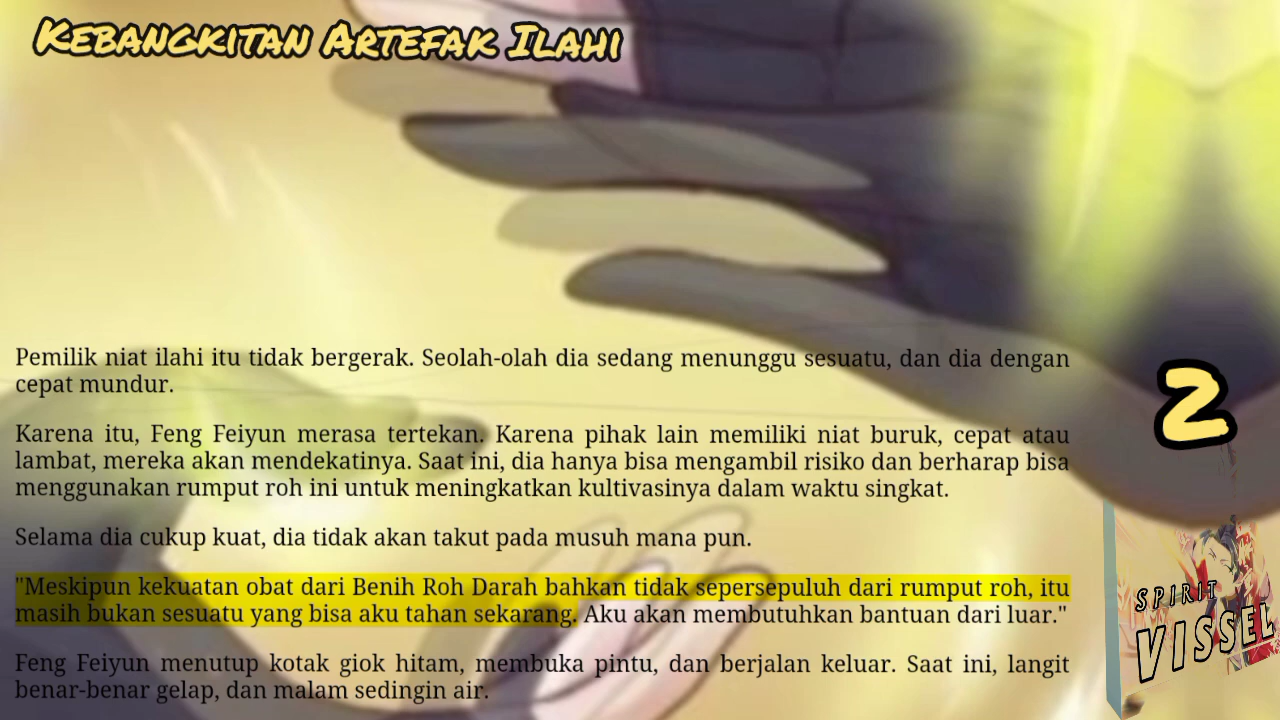 Kebangkitan Artefak Ilahi
Pemilik niat ilahi itu tidak bergerak. Seolah-olah dia sedang menunggu sesuatu, dan dia dengan
cepat mundur.
Karena itu, Feng Feiyun merasa tertekan. Karena pihak lain memiliki niat buruk, cepat atau
lambat, mereka akan mendekatinya. Saat ini, dia hanya bisa mengambil risiko dan berharap bisa
menggunakan rumput roh ini untuk meningkatkan kultivasinya dalam waktu singkat.
Selama dia cukup kuat, dia tidak akan takut pada musuh mana pun.
"Meskipun kekuatan obat dari Benih Roh Darah bahkan tidak sepersepuluh dari rumput roh, itu
masih bukan sesuatu yang bisa aku tahan sekarang. Aku akan membutuhkan bantuan dari luar."
Feng Feiyun menutup kotak giok hitam, membuka pintu, dan berjalan keluar. Saat ini, langit
benar-benar gelap, dan malam sedingin air.
2
SPIRIT
VISSEL